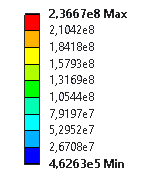 2,3667e8 Max
2,1042e8
1,8418e8
1,5793e8
1,3169e8
1,0544e8
7,9197e7
5,2952e7
2,6708e7
4,6263e5 Min